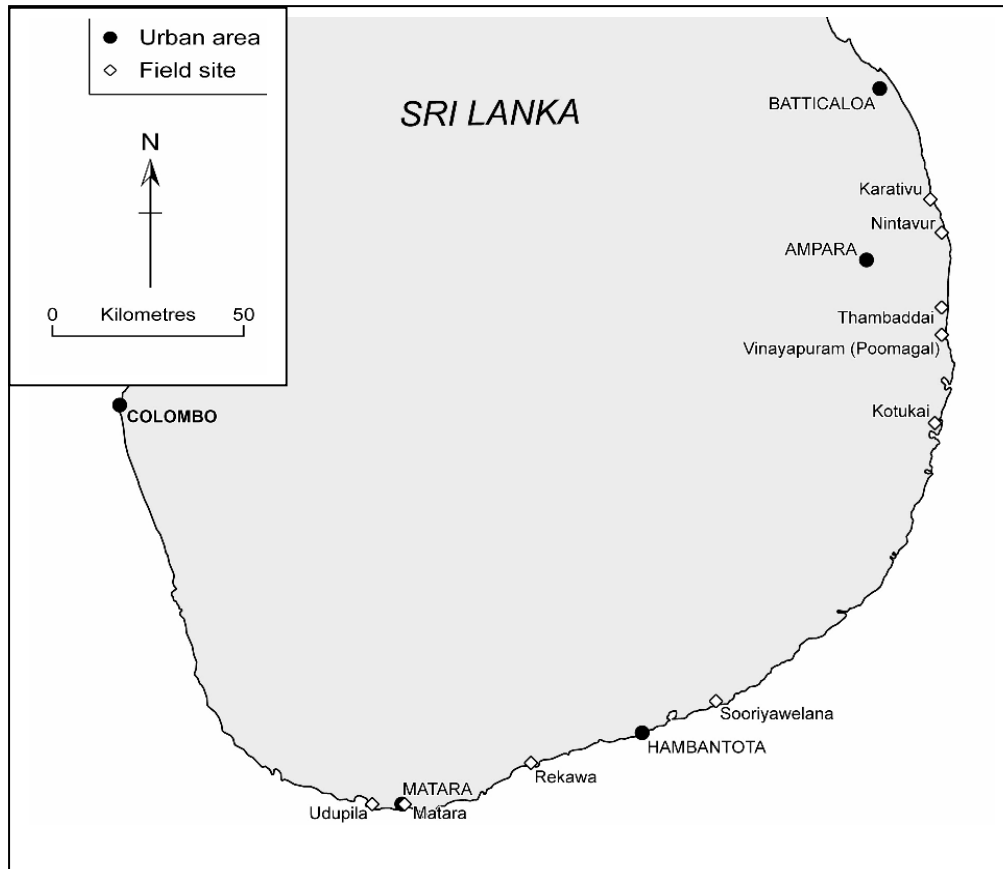 Urban area
Field site
N
0 Kilometres 50
SRI LANKA
BATTICALOA
Karativu
Nintavur
AMPARA
Thambaddai
Vinayapuram (Poomagal)
COLOMBO
Kotukai
Sooriyawelana
HAMBANTOTA
Rekawa
MATARA
Udupila
Matara